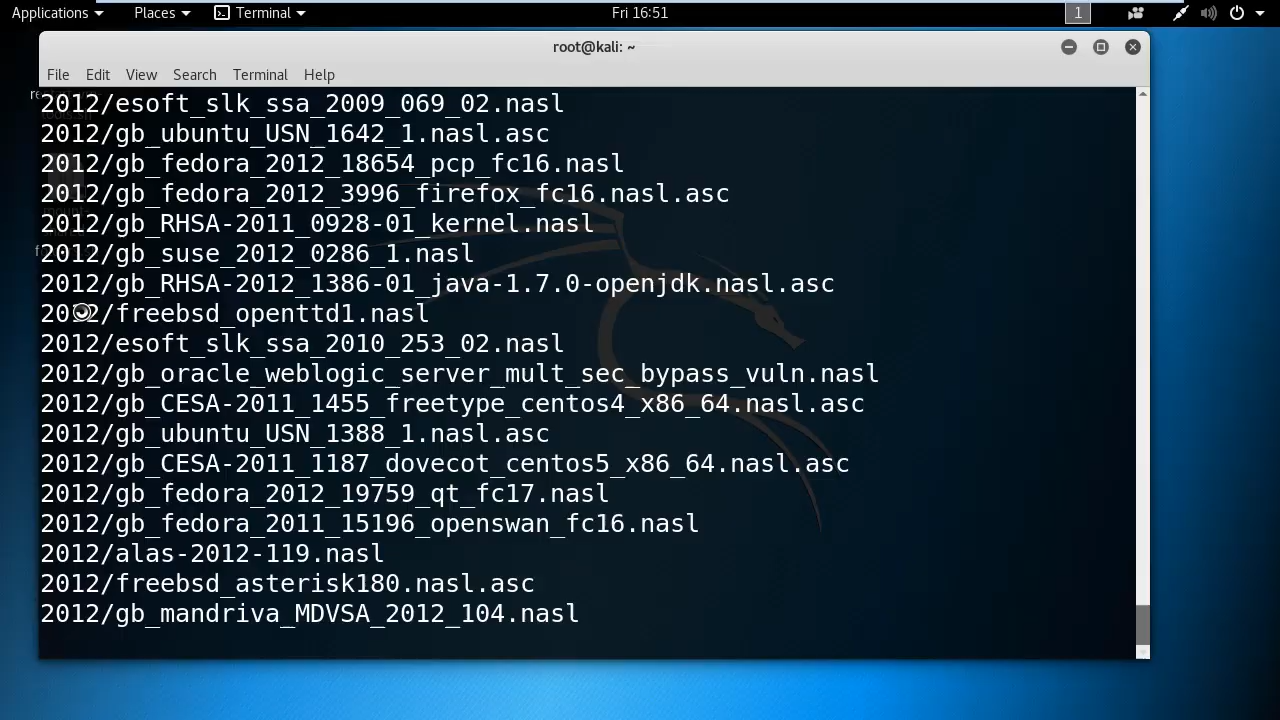 Applications Places Terminal Fri 16:51 1
root@kali: ~
File Edit View Search Terminal Help
2012/esoft_slk_ssa_2009_069_02.nasl
2012/gb_ubuntu_USN_1642_1.nasl.asc
2012/gb_fedora_2012_18654_pcp_fc16.nasl
2012/gb_fedora_2012_3996_firefox_fc16.nasl.asc
2012/gb_RHSA-2011_0928-01_kernel.nasl
2012/gb_suse_2012_0286_1.nasl
2012/gb_RHSA-2012_1386-01_java-1.7.0-openjdk.nasl.asc
2012/freebsd_openttd1.nasl
2012/esoft_slk_ssa_2010_253_02.nasl
2012/gb_oracle_weblogic_server_mult_sec_bypass_vuln.nasl
2012/gb_CESA-2011_1455_freetype_centos4_x86_64.nasl.asc
2012/gb_ubuntu_USN_1388_1.nasl.asc
2012/gb_CESA-2011_1187_dovecot_centos5_x86_64.nasl.asc
2012/gb_fedora_2012_19759_qt_fc17.nasl
2012/gb_fedora_2011_15196_openswan_fc16.nasl
2012/alas-2012-119.nasl
2012/freebsd_asterisk180.nasl.asc
2012/gb_mandriva_MDVSA_2012_104.nasl